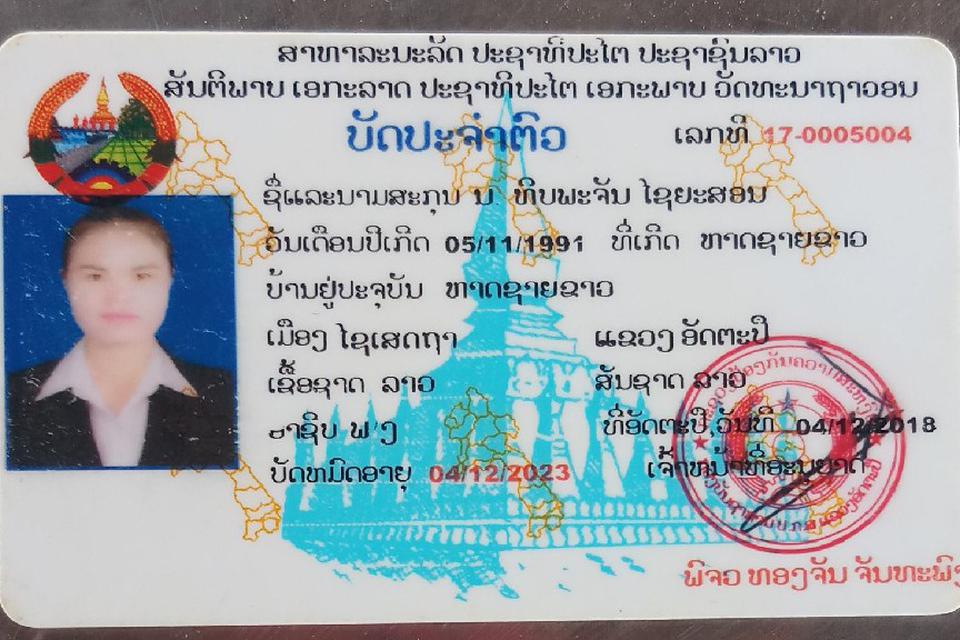 ສາທາລະນະລັດ ປະຊາທິປະໄຕ ປະຊາຊົນລາວ
ສັນຕິພາບ ເອກະລາດ ປະຊາທິປະໄຕ ເອກະພາບ ວັດທະນາຖາວອນ
ບັດປະຈຳຕົວ ເລກທີ 17-0005004
ຊື່ແລະນາມສະກຸນ ນ ທິບພະຈັນ ໄຊຍະສອນ
ວັນເດືອນປີເກີດ 05/11/1991 ທີ່ເກີດ ຫາດຊາຍຂາວ
ບ້ານຢູ່ປະຈຸບັນ ຫາດຊາຍຂາວ
ເມືອງ ໄຊເສດຖາ ແຂວງ ອັດຕະປື
ເຊື້ອຊາດ ລາວ ສັນຊາດ ລາວ
ອາຊີບ ທີ່ອັດຕະປື,ວັນທີ 04/12/2018
ບັດຫມົດອາຍຸ 04/12/2023 ເຈົ້າຫນ້າທີ່ອະນຸຍາດ
ພົຈວ ທອງຈັນ